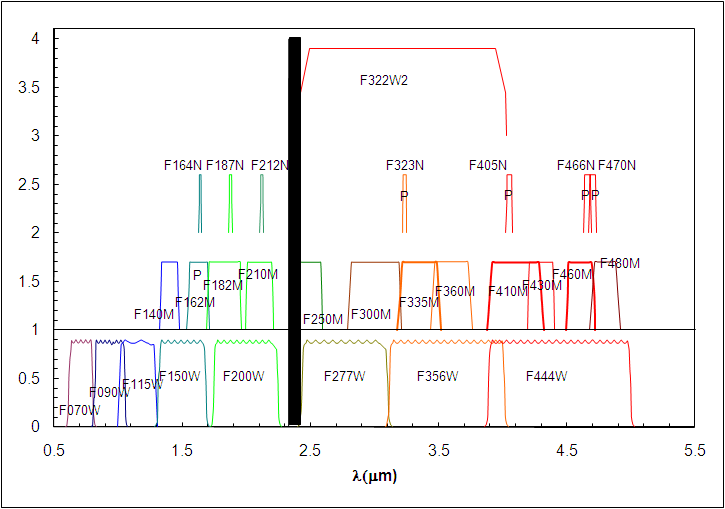 4
3.5
F322W2
3
F164N F187N F212N F323N F405N F466N F470N
2.5
P P P P
2
P F182M F210M F360M F430M F460M F480M
1.5
F140M F162M F250M F300M F335M F410M
1
0.5
F070W F090W F115W F150W F200W F277W F356W F444W
0
0.5 1.5 2.5 3.5 4.5 5.5
λ(μm)